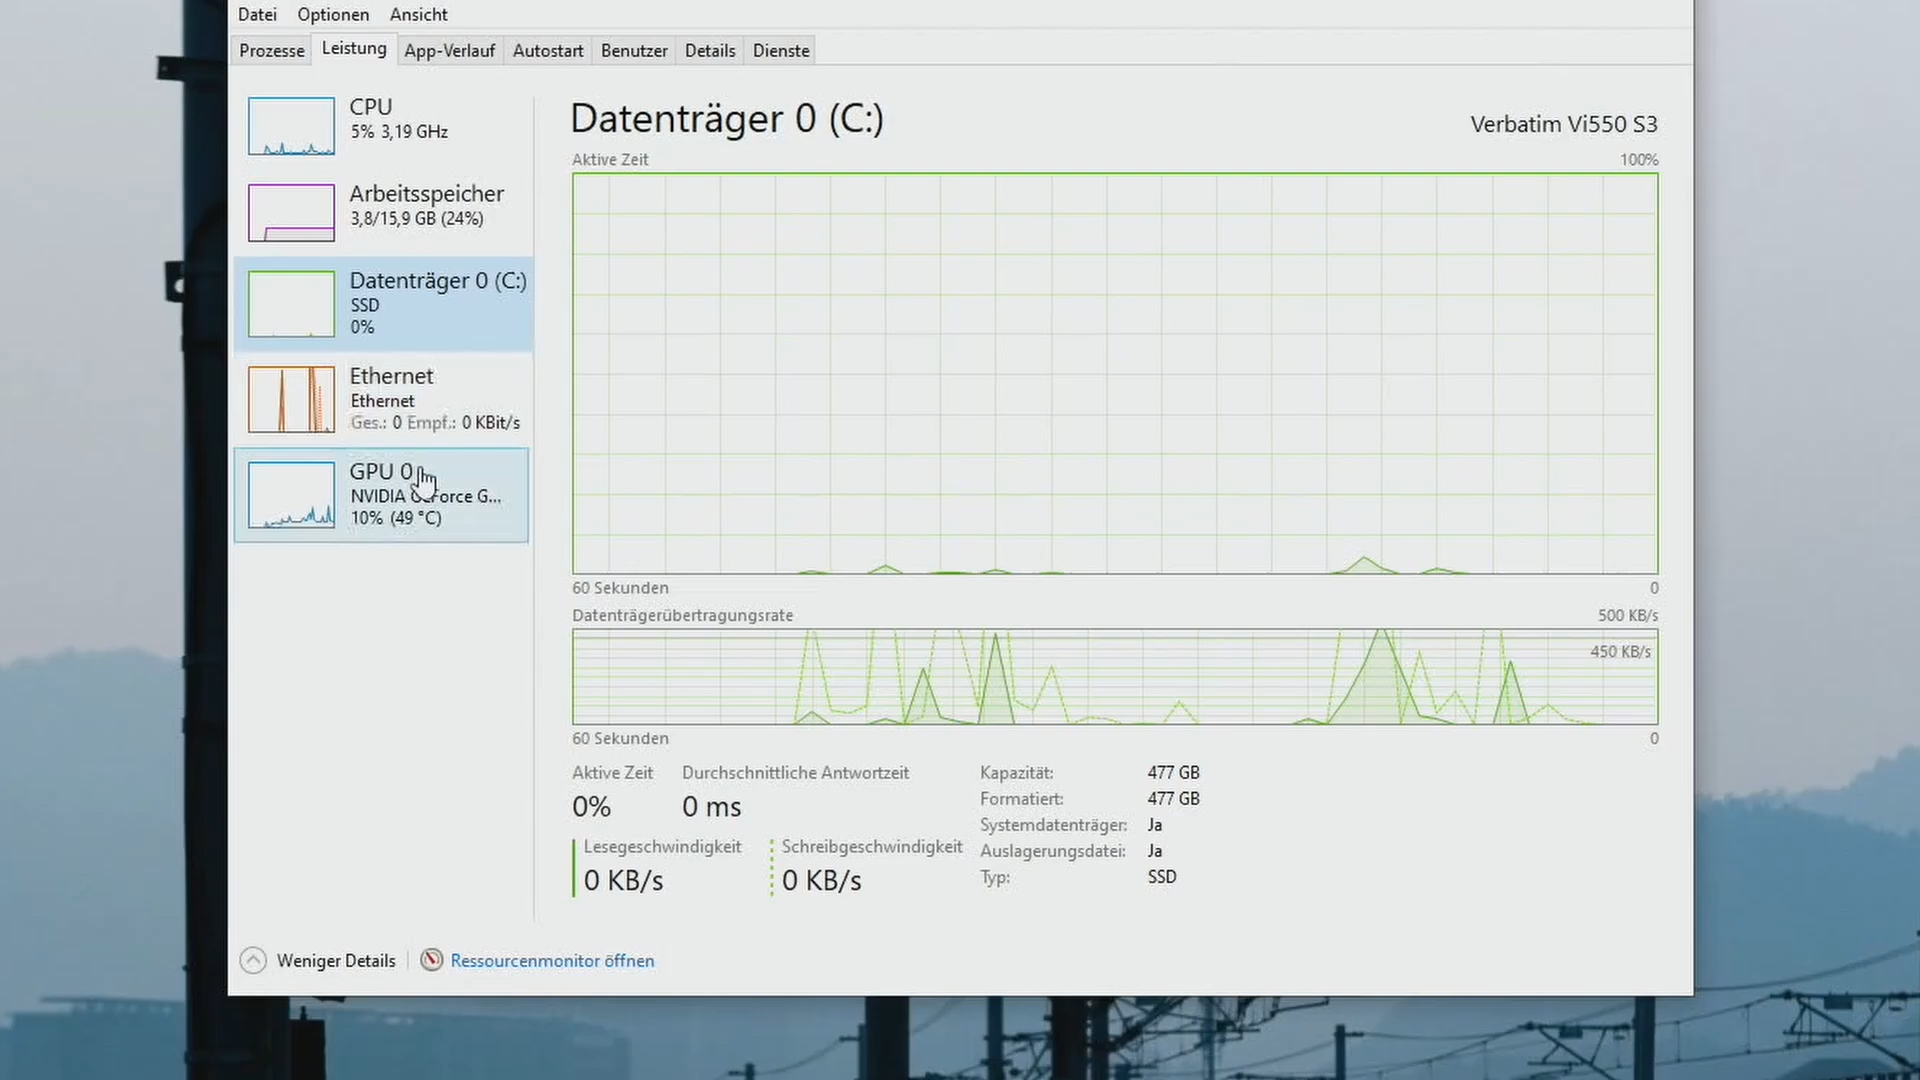 Datei Optionen Ansicht
Prozesse Leistung App-Verlauf Autostart Benutzer Details Dienste
CPU
5% 3,19 GHz
Arbeitsspeicher
3,8/15,9 GB (24%)
Datenträger 0 (C:)
SSD
0%
Ethernet
Ethernet
Ges.: 0 Empf.: 0 KBit/s
GPU 0
NVIDIA GeForce G...
10% (49 °C)
Datenträger 0 (C:) Verbatim Vi550 S3
Aktive Zeit 100%
60 Sekunden 0
Datenträgerübertragungsrate 500 KB/s
450 KB/s
60 Sekunden 0
Aktive Zeit Durchschnittliche Antwortzeit
0% 0 ms
Lesegeschwindigkeit Schreibgeschwindigkeit
0 KB/s 0 KB/s
Kapazität: 477 GB
Formatiert: 477 GB
Systemdatenträger: Ja
Auslagerungsdatei: Ja
Typ: SSD
Weniger Details Ressourcenmonitor öffnen